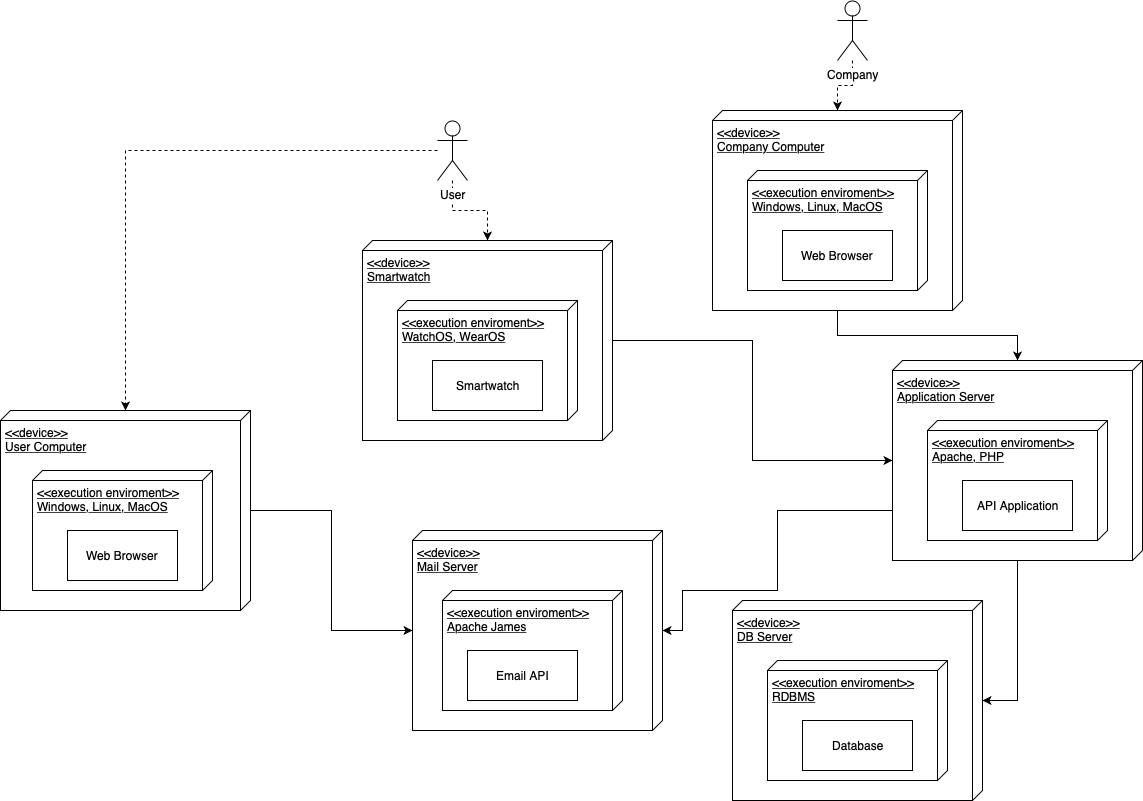 Company
<<device>>
Company Computer
<<execution enviroment>>
Windows, Linux, MacOS
Web Browser
User
<<device>>
Smartwatch
<<execution enviroment>>
WatchOS, WearOS
Smartwatch
<<device>>
Application Server
<<execution enviroment>>
Apache, PHP
API Application
<<device>>
User Computer
<<execution enviroment>>
Windows, Linux, MacOS
Web Browser
<<device>>
Mail Server
<<execution enviroment>>
Apache James
Email API
<<device>>
DB Server
<<execution enviroment>>
RDBMS
Database